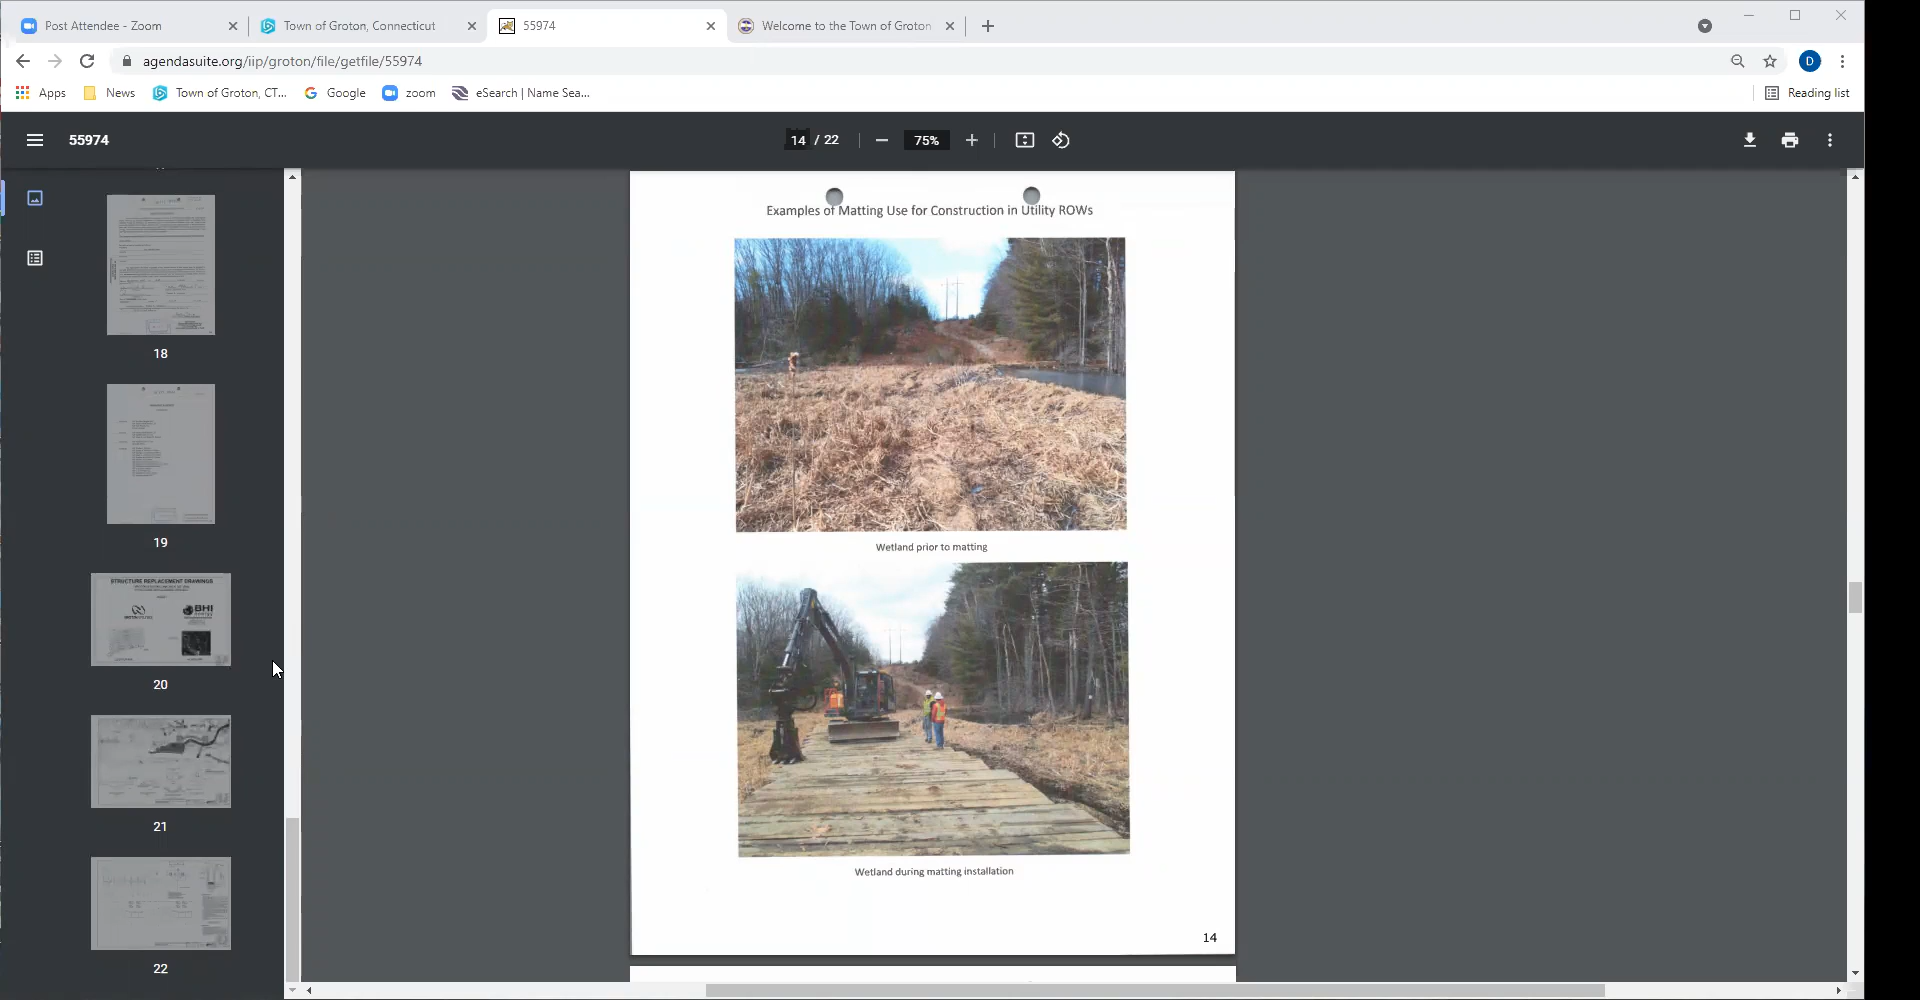 Post Attendee - Zoom
Town of Groton, Connecticut
55974
Welcome to the Town of Groton
agendasuite.org/iip/groton/file/getfile/55974
D
Apps
News
Town of Groton, CT...
Google
zoom
eSearch | Name Sea...
Reading list
55974
14 / 22
75%
18
19
STRUCTURE REPLACEMENT DRAWINGS
BHI
20
21
22
Examples of Matting Use for Construction in Utility ROWs
Wetland prior to matting
Wetland during matting installation
14